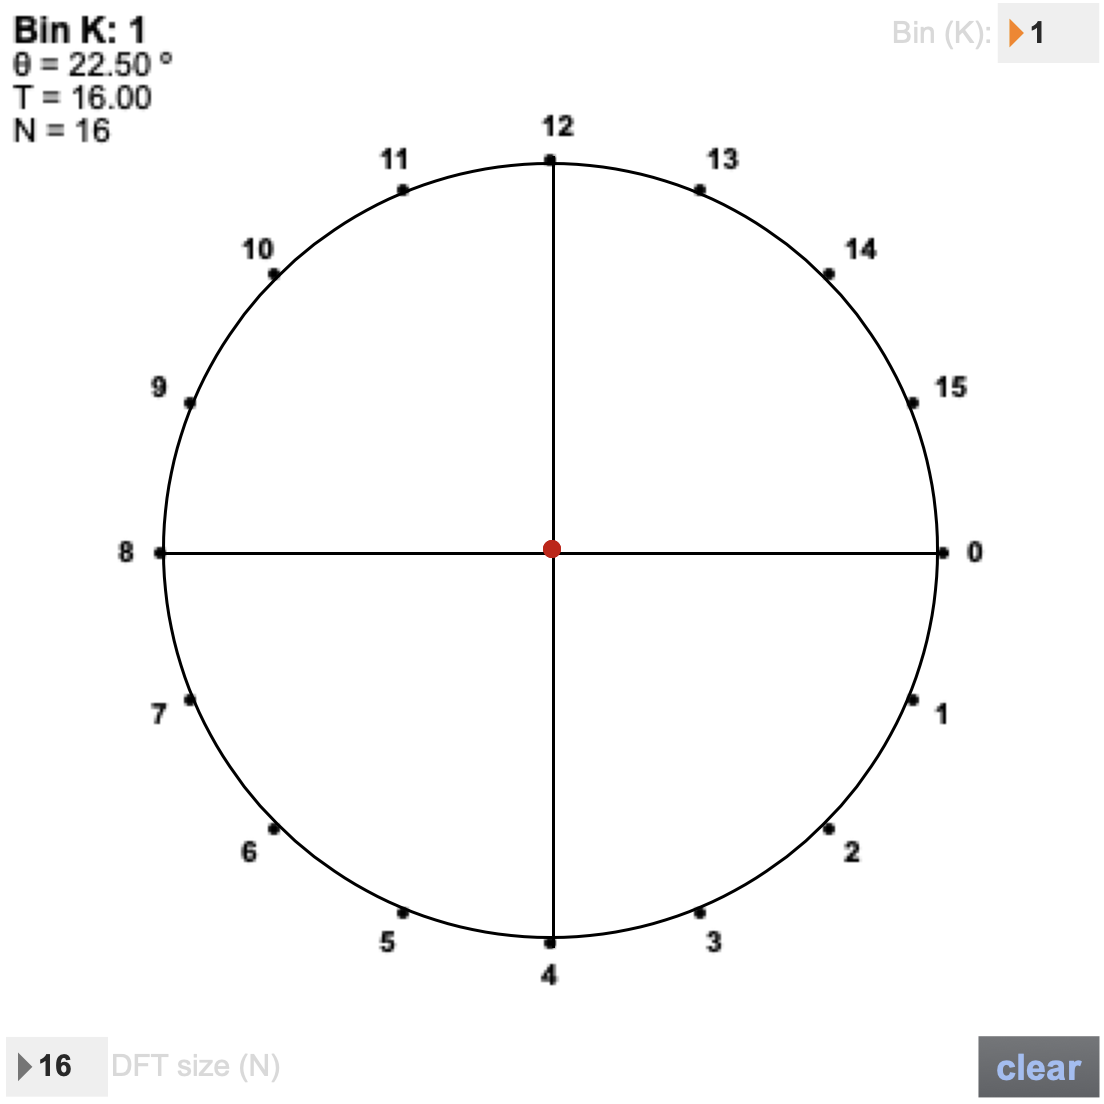 Bin K: 1
θ = 22.50 º
T = 16.00
N = 16
Bin (K): 1
12
11
13
10
14
9
15
8
0
7
1
6
2
5
3
4
16 DFT size (N)
clear